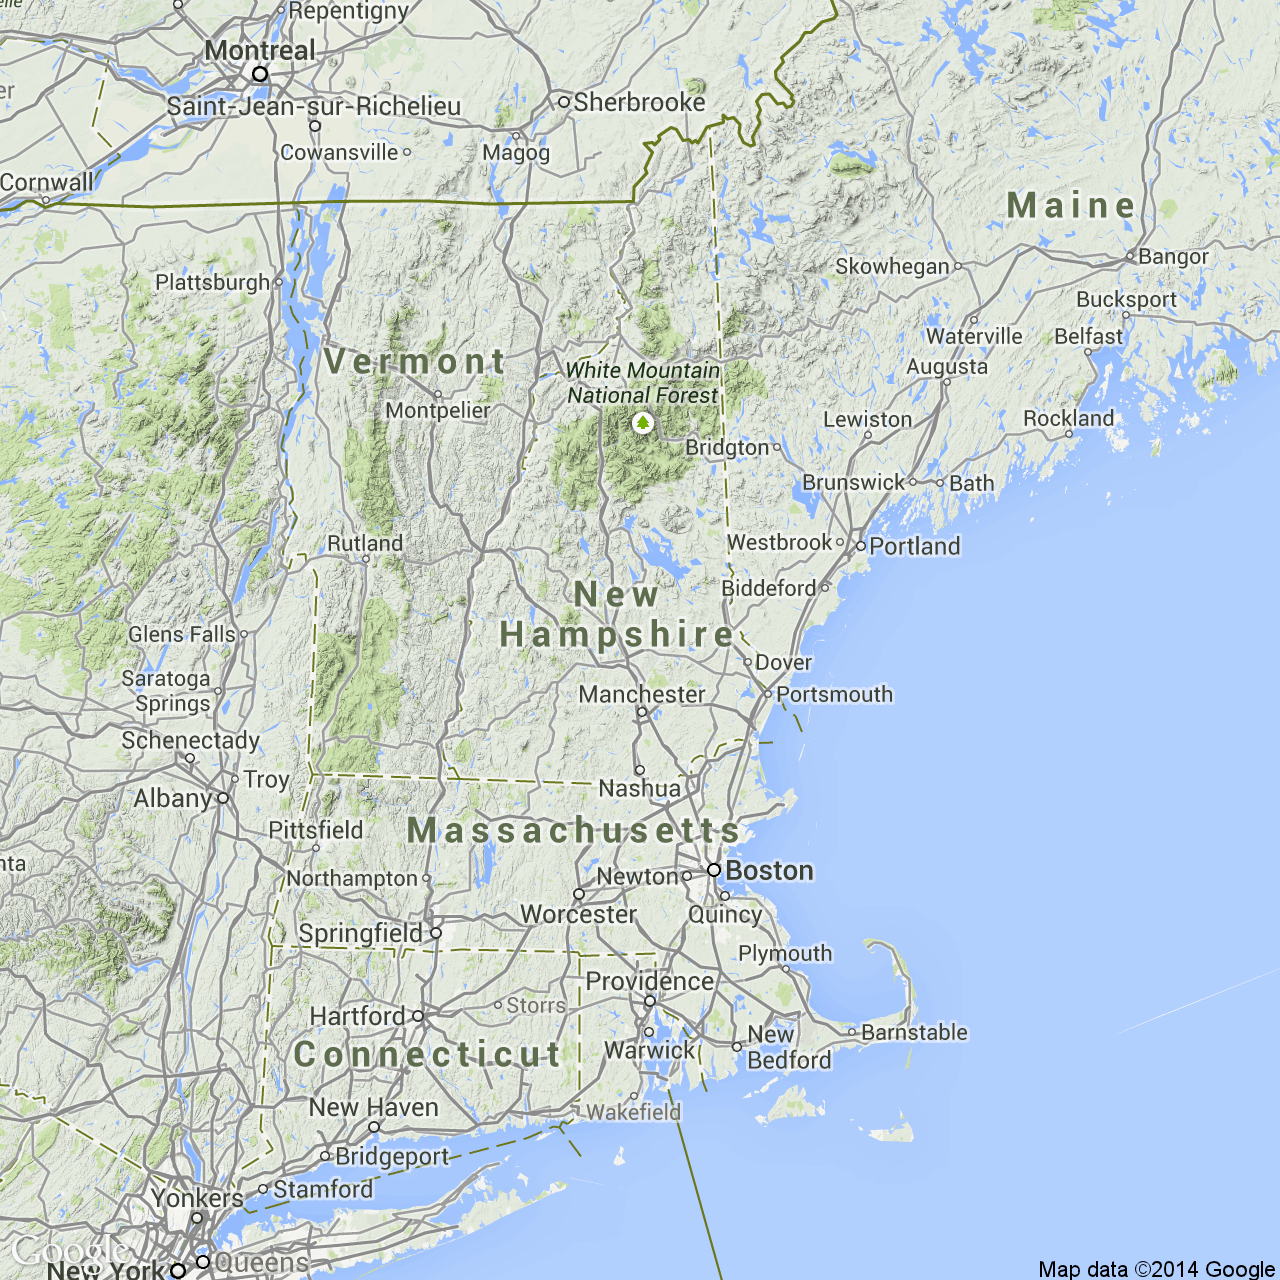 Repentigny
Montreal
Sherbrooke
Saint-Jean-sur-Richelieu
Cowansville
Magog
Cornwall
Maine
Skowhegan
Bangor
Plattsburgh
Bucksport
Waterville
Belfast
Vermont
White Mountain
National Forest
Augusta
Montpelier
Lewiston
Rockland
Bridgton
Brunswick
Bath
Rutland
Westbrook
Portland
Biddeford
New
Hampshire
Glens Falls
Dover
Saratoga
Springs
Manchester
Portsmouth
Schenectady
Troy
Nashua
Albany
Pittsfield
Massachusetts
Northampton
Newton
Boston
Worcester
Quincy
Springfield
Plymouth
Providence
Storrs
Hartford
Barnstable
New
Bedford
Warwick
Connecticut
New Haven
Wakefield
Bridgeport
Stamford
Yonkers
Google
Queens
New York
Map data ©2014 Google